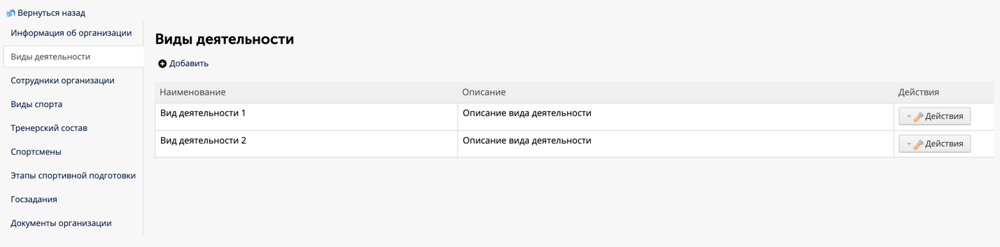 Вернуться назад
Информация об организации
Виды деятельности
Сотрудники организации
Виды спорта
Тренерский состав
Спортсмены
Этапы спортивной подготовки
Госзадания
Документы организации
Виды деятельности
Добавить
Наименование Описание Действия
Вид деятельности 1 Описание вида деятельности Действия
Вид деятельности 2 Описание вида деятельности Действия